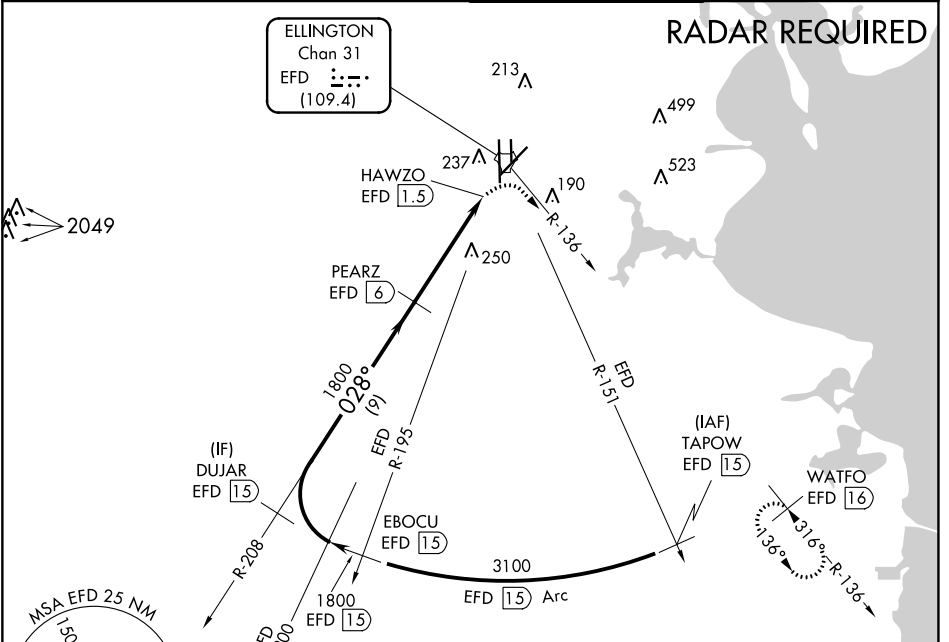 RADAR REQUIRED
ELLINGTON
Chan 31
EFD
(109.4)
213
499
237
523
HAWZO
EFD 1.5
190
R-136
2049
250
PEARZ
EFD 6
1800
028°
(9)
EFD
R-151
EFD
R-195
(IF)
DUJAR
EFD 15
(IAF)
TAPOW
EFD 15
WATFO
EFD 16
EBOCU
EFD 15
316°
136°
R-136
R-208
3100
EFD 15 Arc
1800
EFD 15
MSA EFD 25 NM